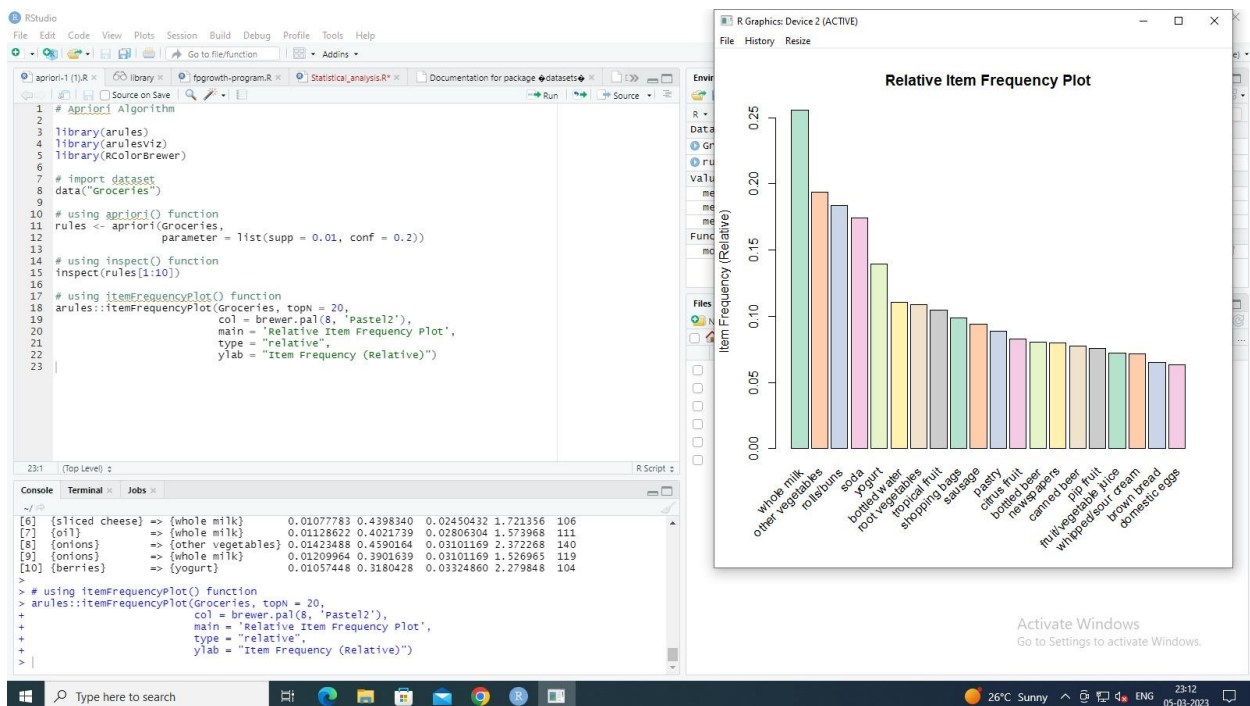 RStudio
File Edit Code View Plots Session Build Debug Profile Tools Help
Go to file/function Addins
apriori-1 (1).R library fpgrowth-program.R Statistical_analysis.R* Documentation for package �datasets�
Source on Save Run Source
1 # Apriori Algorithm
2
3 library(arules)
4 library(arulesViz)
5 library(RColorBrewer)
6
7 # import dataset
8 data("Groceries")
9
10 # using apriori() function
11 rules <- apriori(Groceries,
12 parameter = list(supp = 0.01, conf = 0.2))
13
14 # using inspect() function
15 inspect(rules[1:10])
16
17 # using itemFrequencyPlot() function
18 arules::itemFrequencyPlot(Groceries, topN = 20,
19 col = brewer.pal(8, 'Pastel2'),
20 main = 'Relative Item Frequency Plot',
21 type = "relative",
22 ylab = "Item Frequency (Relative)")
23
23:1 (Top Level) R Script
Console Terminal Jobs
~/
[6] {sliced cheese} => {whole milk} 0.01077783 0.4398340 0.02450432 1.721356 106
[7] {oil} => {whole milk} 0.01128622 0.4021739 0.02806304 1.573968 111
[8] {onions} => {other vegetables} 0.01423488 0.4590164 0.03101169 2.372268 140
[9] {onions} => {whole milk} 0.01209964 0.3901639 0.03101169 1.526965 119
[10] {berries} => {yogurt} 0.01057448 0.3180428 0.03324860 2.279848 104
>
> # using itemFrequencyPlot() function
> arules::itemFrequencyPlot(Groceries, topN = 20,
+ col = brewer.pal(8, 'Pastel2'),
+ main = 'Relative Item Frequency Plot',
+ type = "relative",
+ ylab = "Item Frequency (Relative)")
>
Envir
R
Data
Gr
ru
Valu
me
me
me
Func
mo
Files
N
R Graphics: Device 2 (ACTIVE)
File History Resize
Relative Item Frequency Plot
Item Frequency (Relative)
0.25
0.20
0.15
0.10
0.05
0.00
whole milk
other vegetables
rolls/buns
soda
yogurt
bottled water
root vegetables
tropical fruit
shopping bags
sausage
pastry
citrus fruit
bottled beer
newspapers
canned beer
pip fruit
fruit/vegetable juice
whipped/sour cream
brown bread
domestic eggs
Activate Windows
Go to Settings to activate Windows.
Type here to search
R
26°C Sunny ENG
23:12
05-03-2023